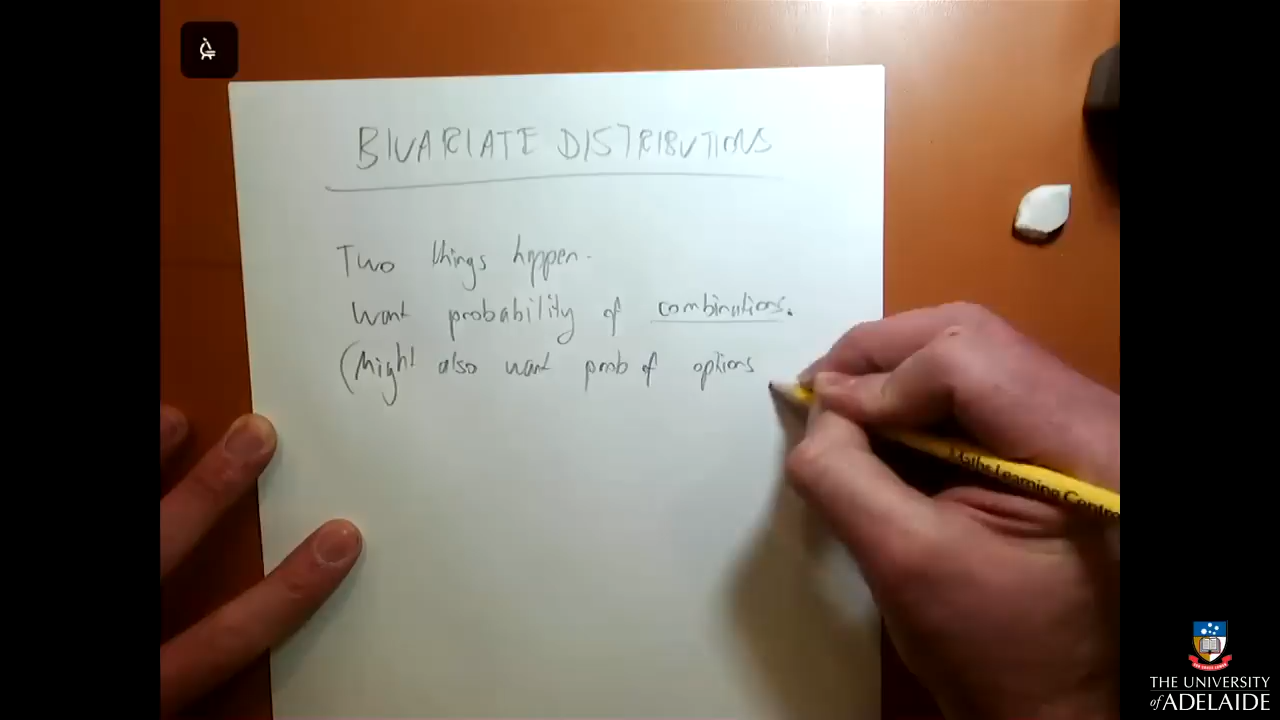 BIVARIATE DISTRIBUTIONS
Two things happen.
Want probability of combinations.
(Might also want prob of options
Maths Learning Centre
THE UNIVERSITY
of ADELAIDE